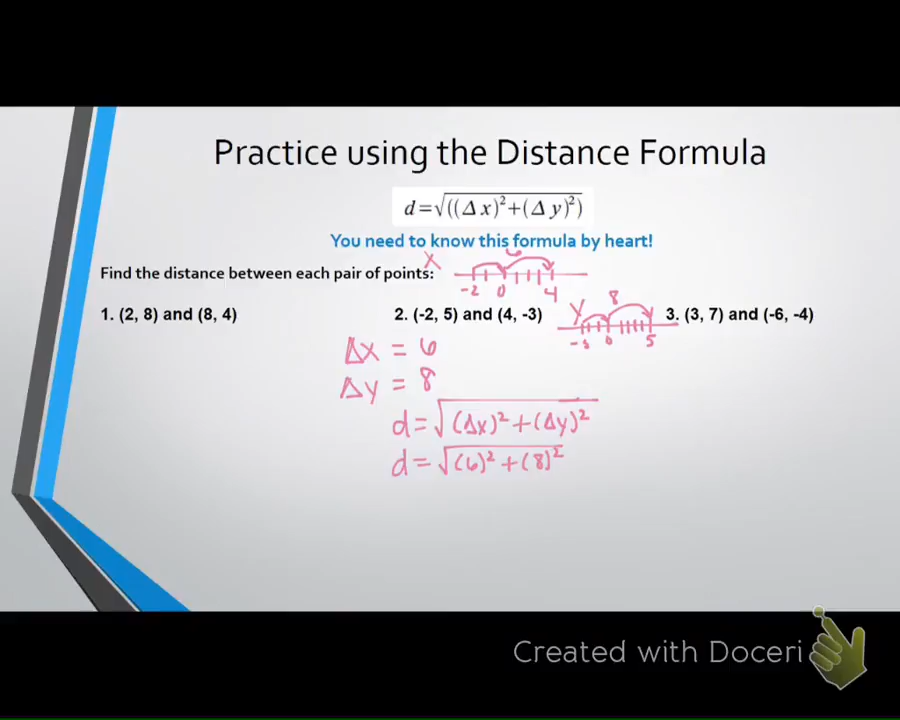 Practice using the Distance Formula
d=√((Δx)²+(Δy)²)
You need to know this formula by heart!
Find the distance between each pair of points:
x 6
-2 0 4
1. (2, 8) and (8, 4)
2. (-2, 5) and (4, -3)
8
-3 0 5
3. (3, 7) and (-6, -4)
Δx = 6
Δy = 8
d = √(Δx)² + (Δy)²
d = √(6)² + (8)²
Created with Doceri